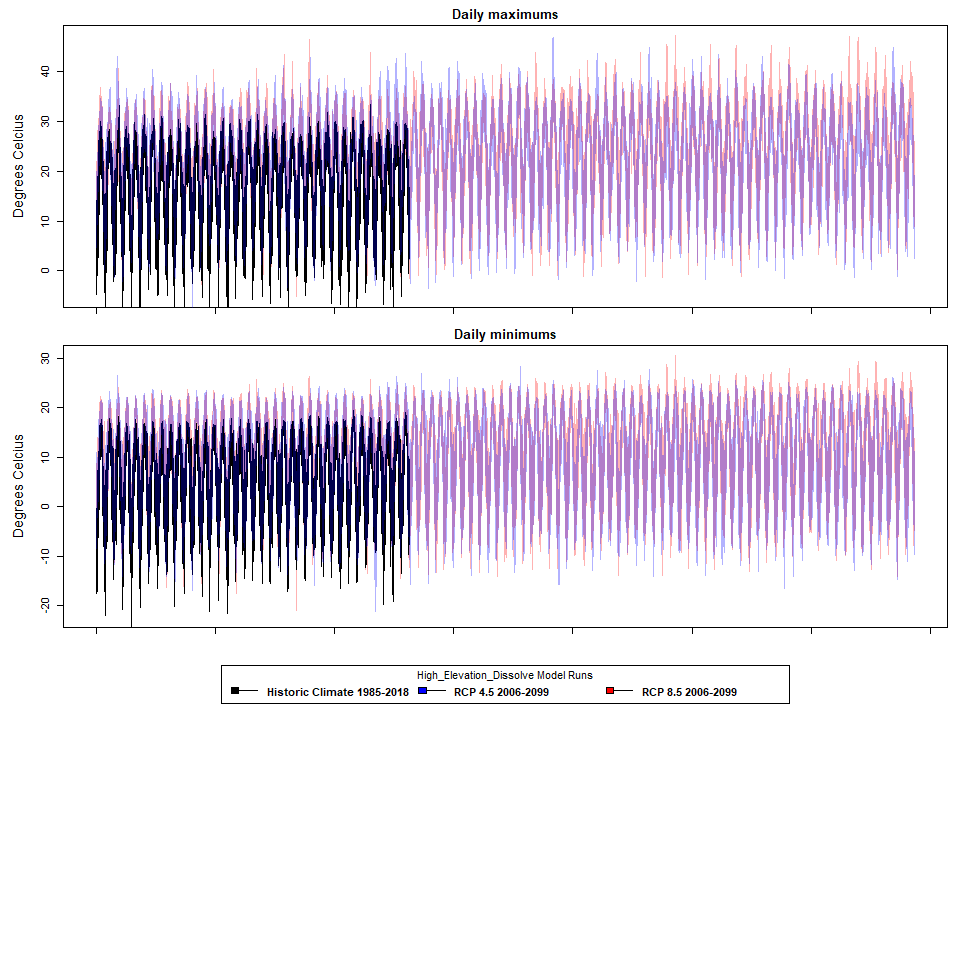 Daily maximums
Degrees Celcius
40
30
20
10
0
Daily minimums
Degrees Celcius
30
20
10
0
-10
-20
High_Elevation_Dissolve Model Runs
Historic Climate 1985-2018 RCP 4.5 2006-2099 RCP 8.5 2006-2099